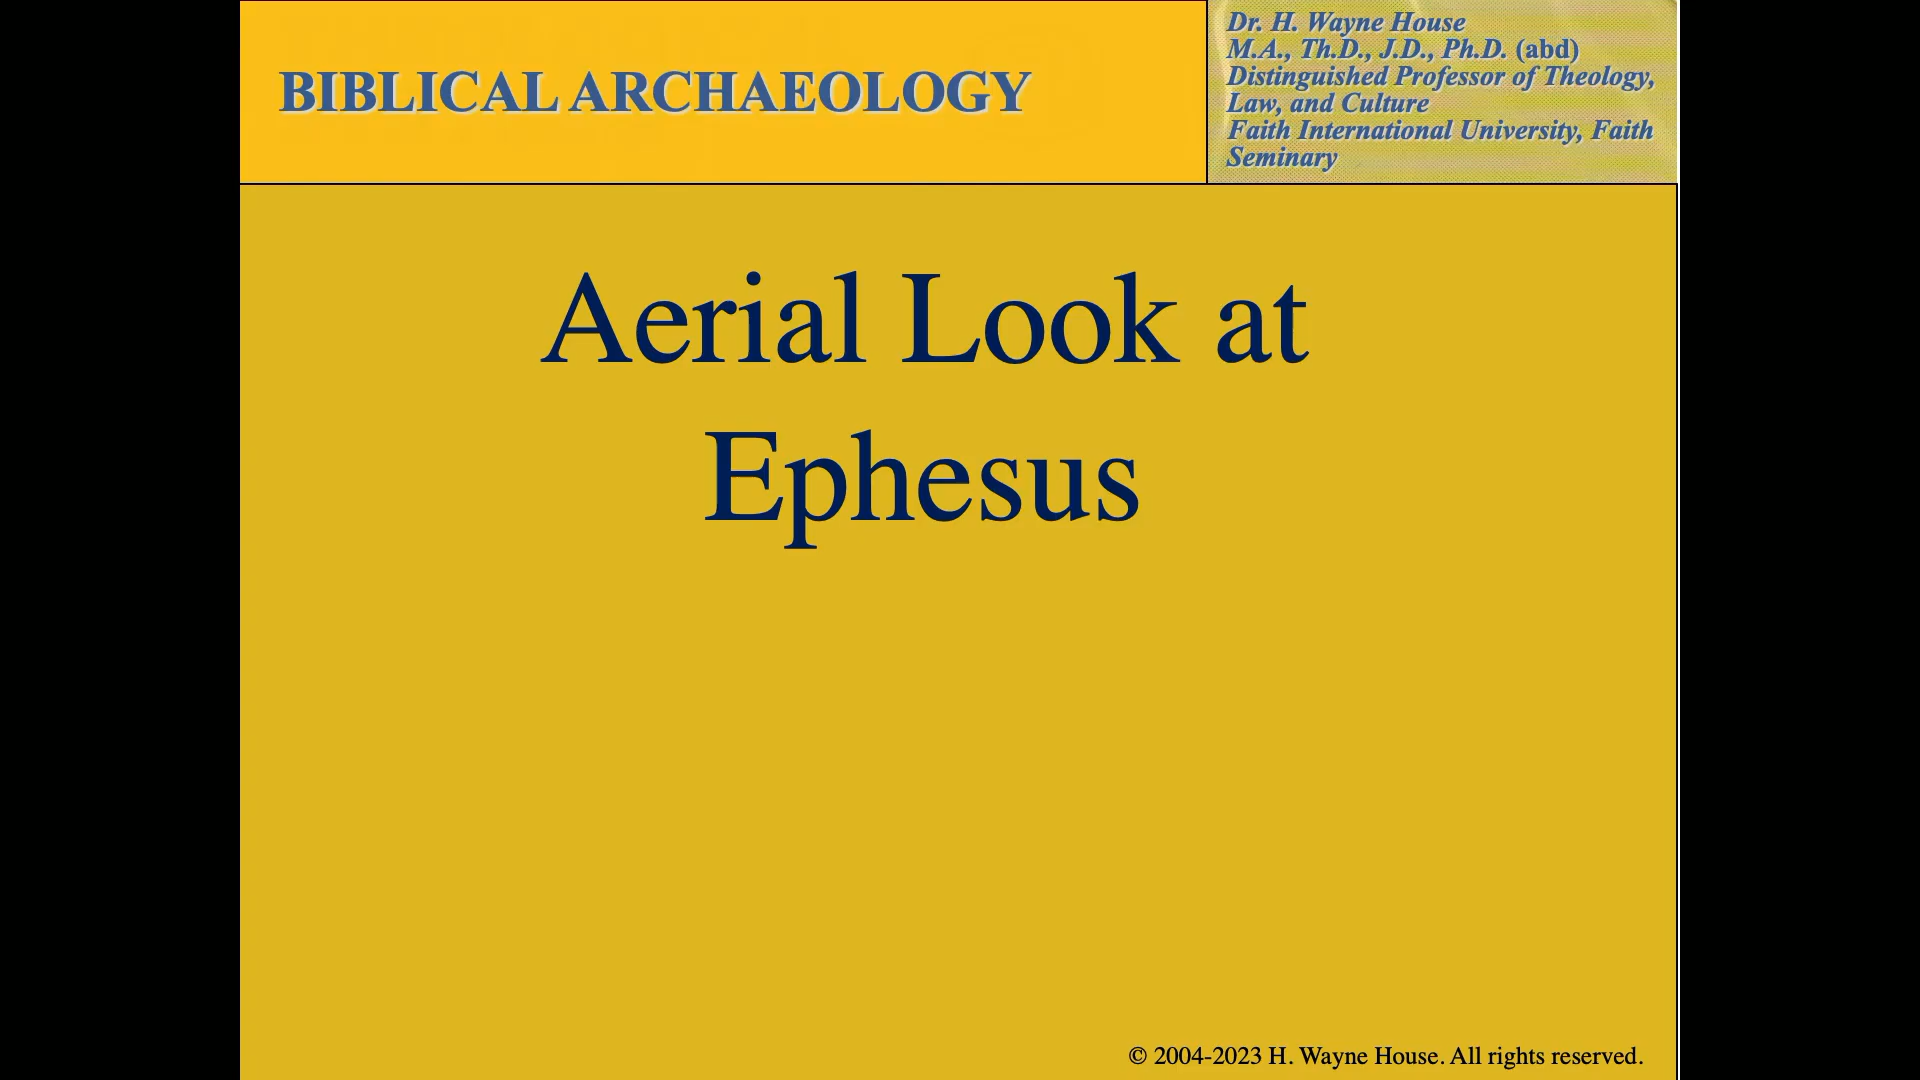 BIBLICAL ARCHAEOLOGY
Dr. H. Wayne House
M.A., Th.D., J.D., Ph.D. (abd)
Distinguished Professor of Theology,
Law, and Culture
Faith International University, Faith
Seminary
Aerial Look at
Ephesus
© 2004-2023 H. Wayne House. All rights reserved.